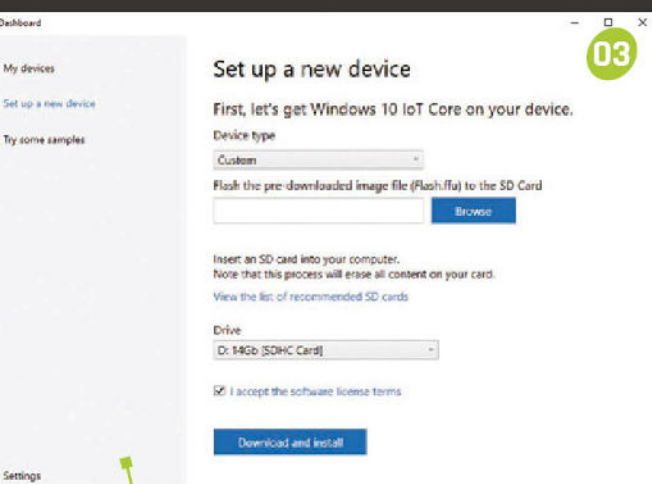 Dashboard
03
My devices
Set up a new device
Try some samples
Set up a new device
First, let's get Windows 10 IoT Core on your device.
Device type
Custom
Flash the pre-downloaded image file (Flash.ffu) to the SD Card
Browse
Insert an SD card into your computer.
Note that this process will erase all content on your card.
View the list of recommended SD cards
Drive
D: 14Gb [SDHC Card]
I accept the software license terms
Download and install
Settings